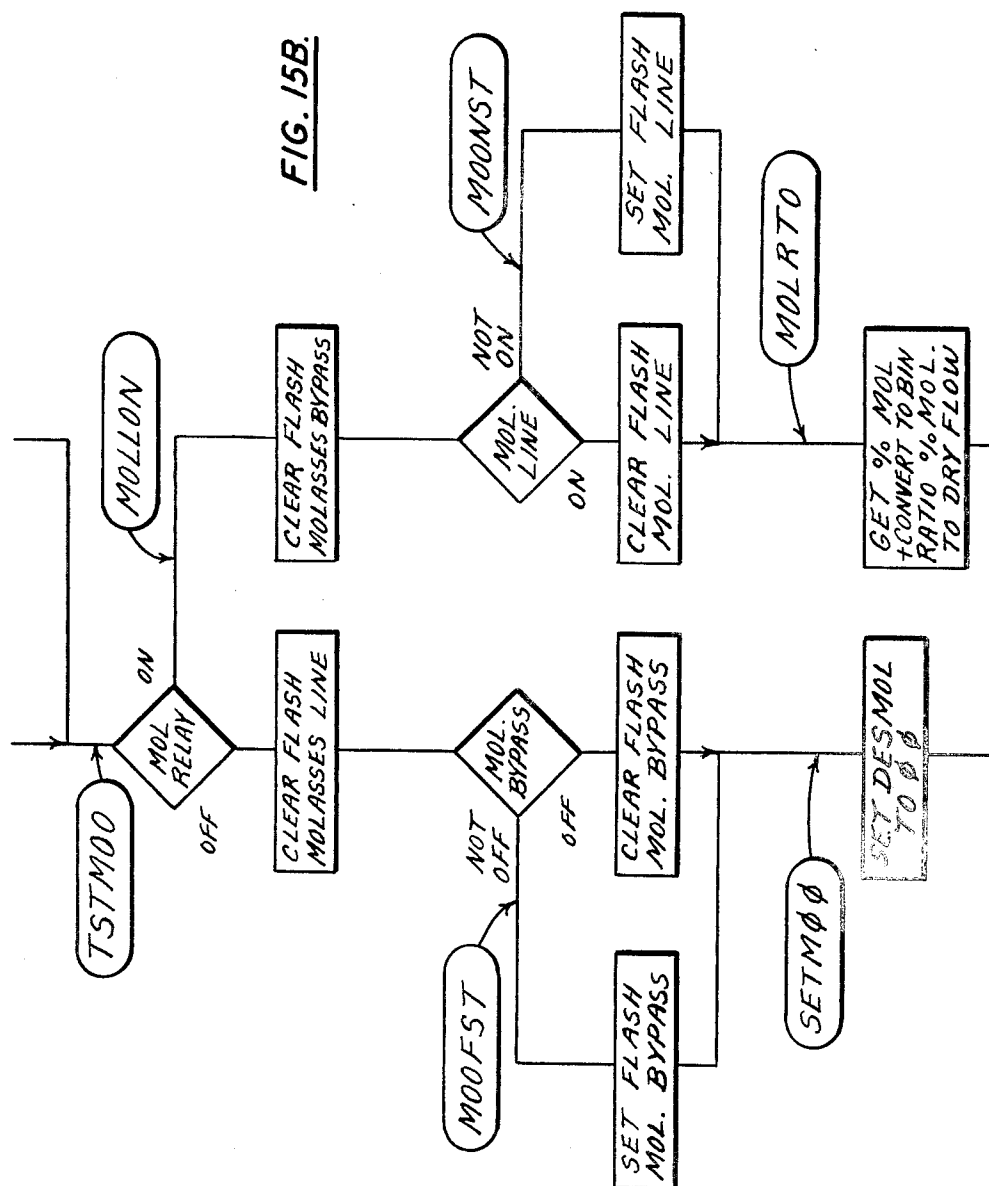 FIG. 15B.
TSTMOO
MOL
RELAY
ON
OFF
MOLLON
CLEAR FLASH
MOLASSES LINE
CLEAR FLASH
MOLASSES BYPASS
MOOFST
NOT
OFF
MOL.
BYPASS
OFF
MOL.
LINE
NOT
ON
ON
MOONST
SET FLASH
MOL. BYPASS
CLEAR FLASH
MOL. BYPASS
CLEAR FLASH
MOL. LINE
SET FLASH
MOL. LINE
SETMØØ
MOLRTO
SET DESMOL
TO ØØ
GET % MOL
+CONVERT TO BIN
RATIO % MOL.
TO DRY FLOW